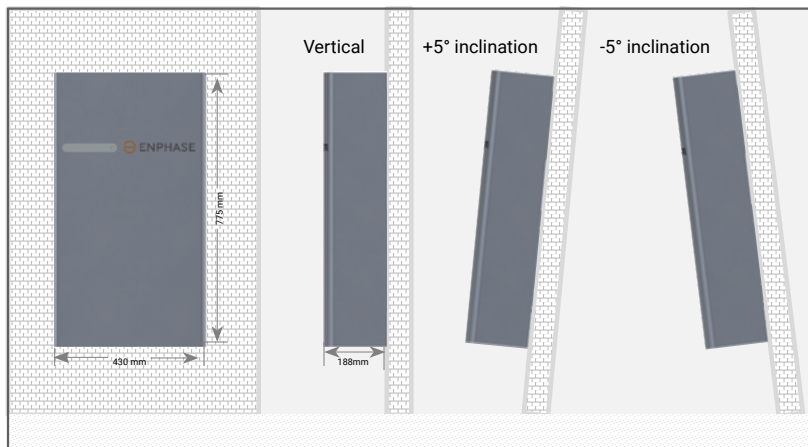 Vertical
+5° inclination
-5° inclination
ENPHASE
775 mm
430 mm
188mm